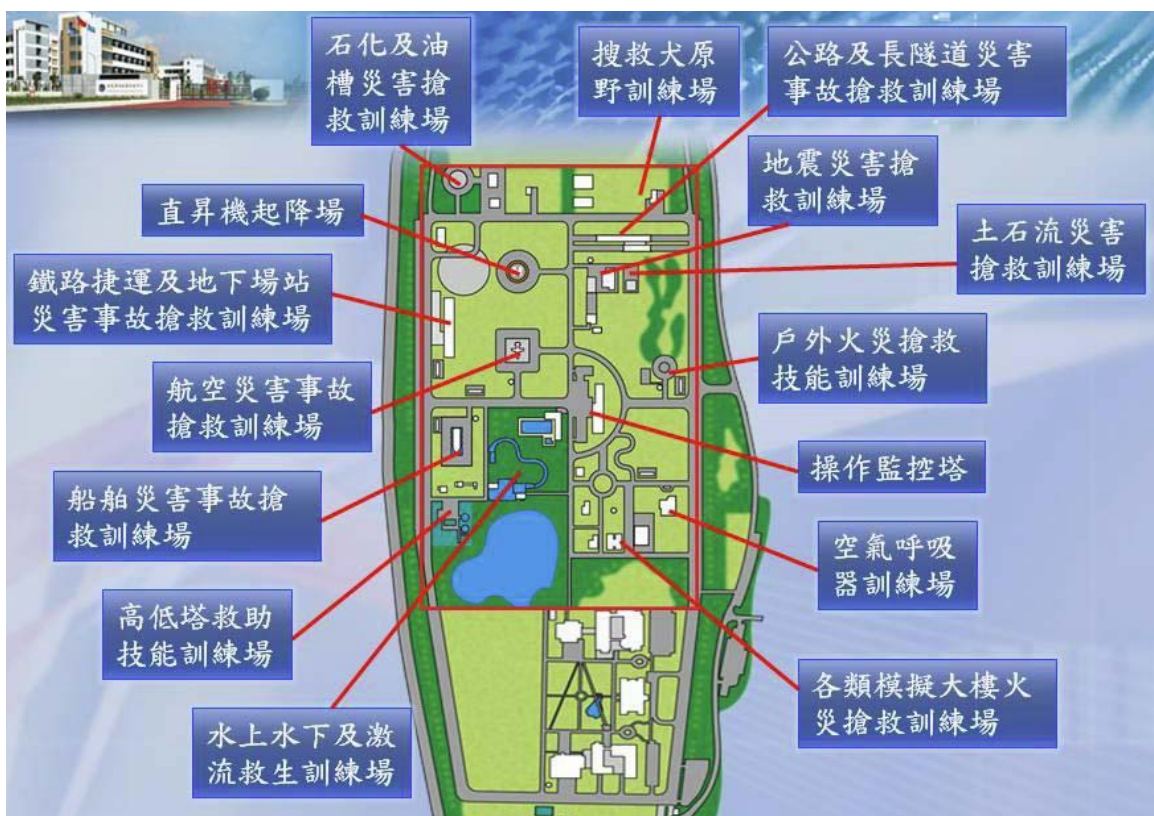 石化及油
槽災害搶
救訓練場
搜救犬原
野訓練場
公路及長隧道災害
事故搶救訓練場
地震災害搶
救訓練場
直昇機起降場
土石流災害
搶救訓練場
鐵路捷運及地下場站
災害事故搶救訓練場
戶外火災搶救
技能訓練場
航空災害事故
搶救訓練場
操作監控塔
船舶災害事故搶
救訓練場
空氣呼吸
器訓練場
高低塔救助
技能訓練場
各類模擬大樓火
災搶救訓練場
水上水下及激
流救生訓練場